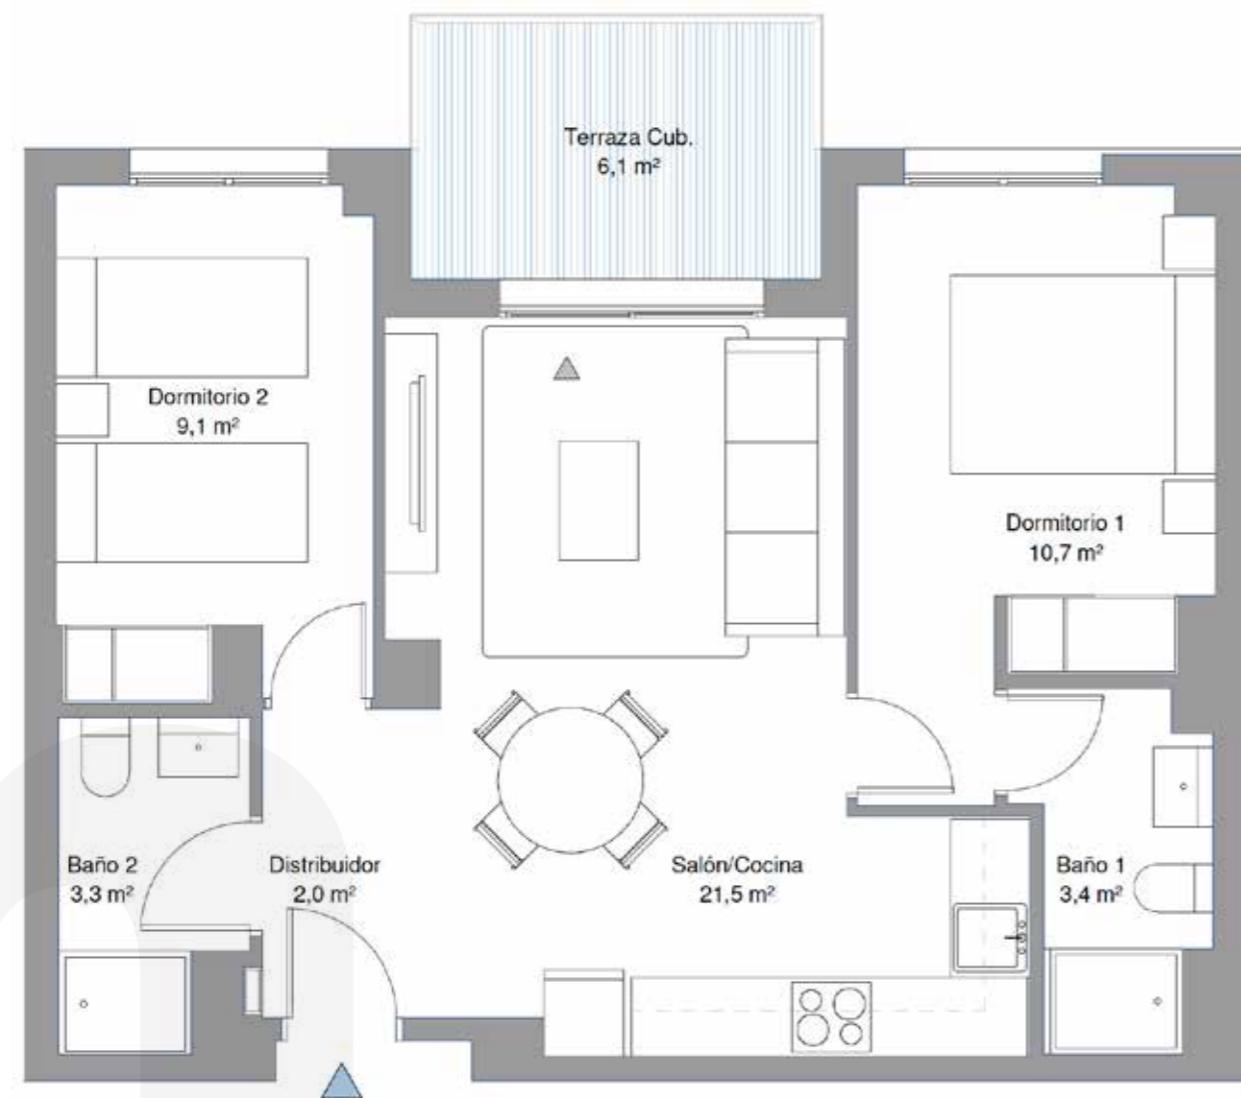 Terraza Cub.
6,1 m²
Dormitorio 2
9,1 m²
Dormitorio 1
10,7 m²
Baño 2
3,3 m²
Distribuidor
2,0 m²
Salón/Cocina
21,5 m²
Baño 1
3,4 m²